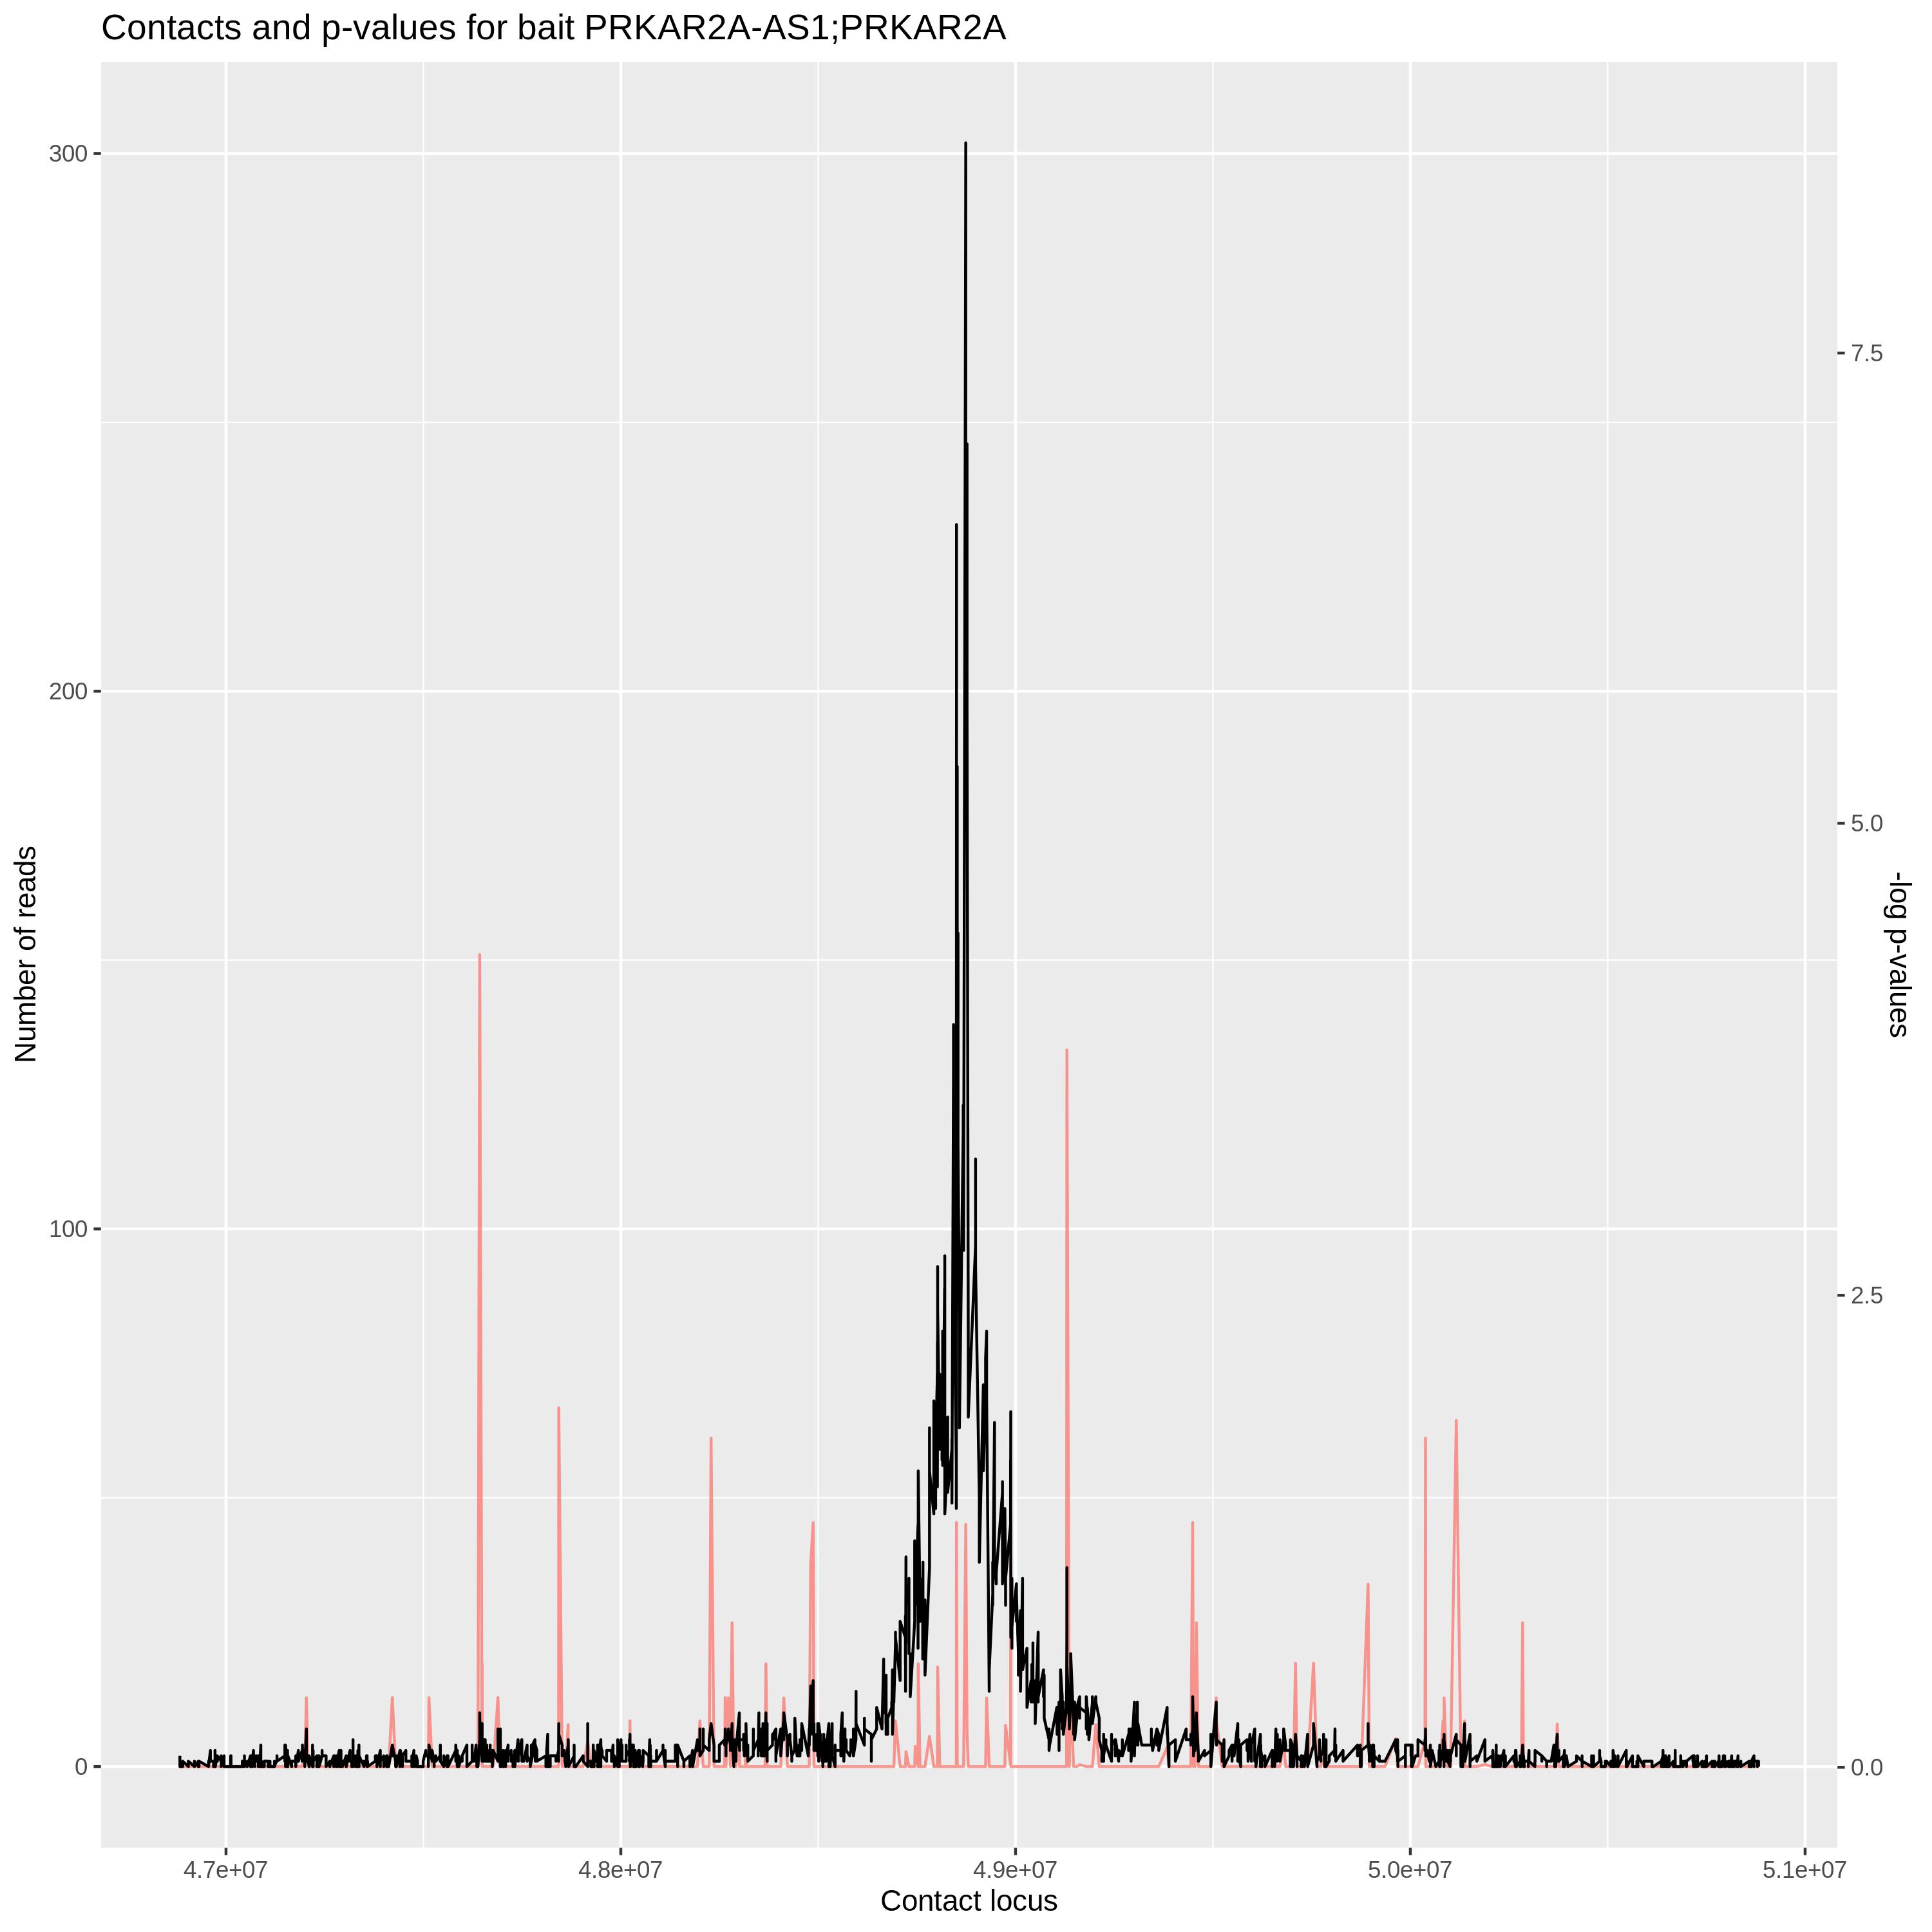 Contacts and p-values for bait PRKAR2A-AS1;PRKAR2A
300
200
100
0
Number of reads
7.5
5.0
2.5
0.0
-log p-values
4.7e+07
4.8e+07
4.9e+07
5.0e+07
5.1e+07
Contact locus